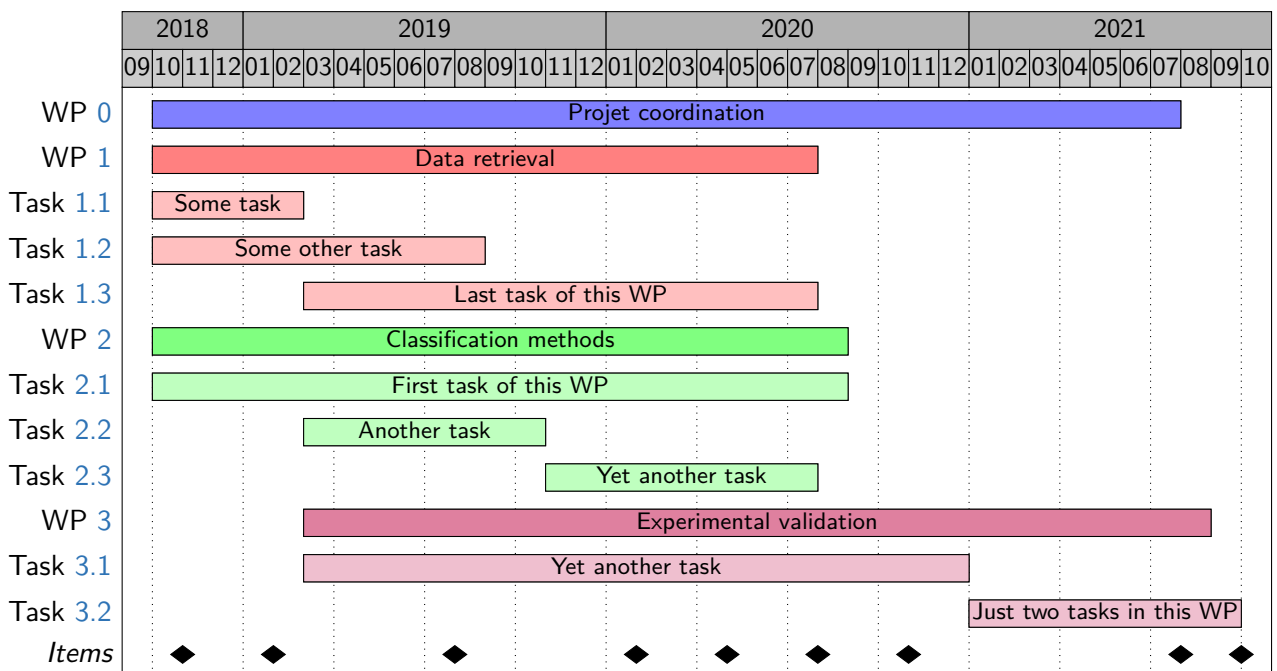 2018 2019 2020 2021
09 10 11 12 01 02 03 04 05 06 07 08 09 10 11 12 01 02 03 04 05 06 07 08 09 10 11 12 01 02 03 04 05 06 07 08 09 10
WP 0 Projet coordination
WP 1 Data retrieval
Task 1.1 Some task
Task 1.2 Some other task
Task 1.3 Last task of this WP
WP 2 Classification methods
Task 2.1 First task of this WP
Task 2.2 Another task
Task 2.3 Yet another task
WP 3 Experimental validation
Task 3.1 Yet another task
Task 3.2 Just two tasks in this WP
Items